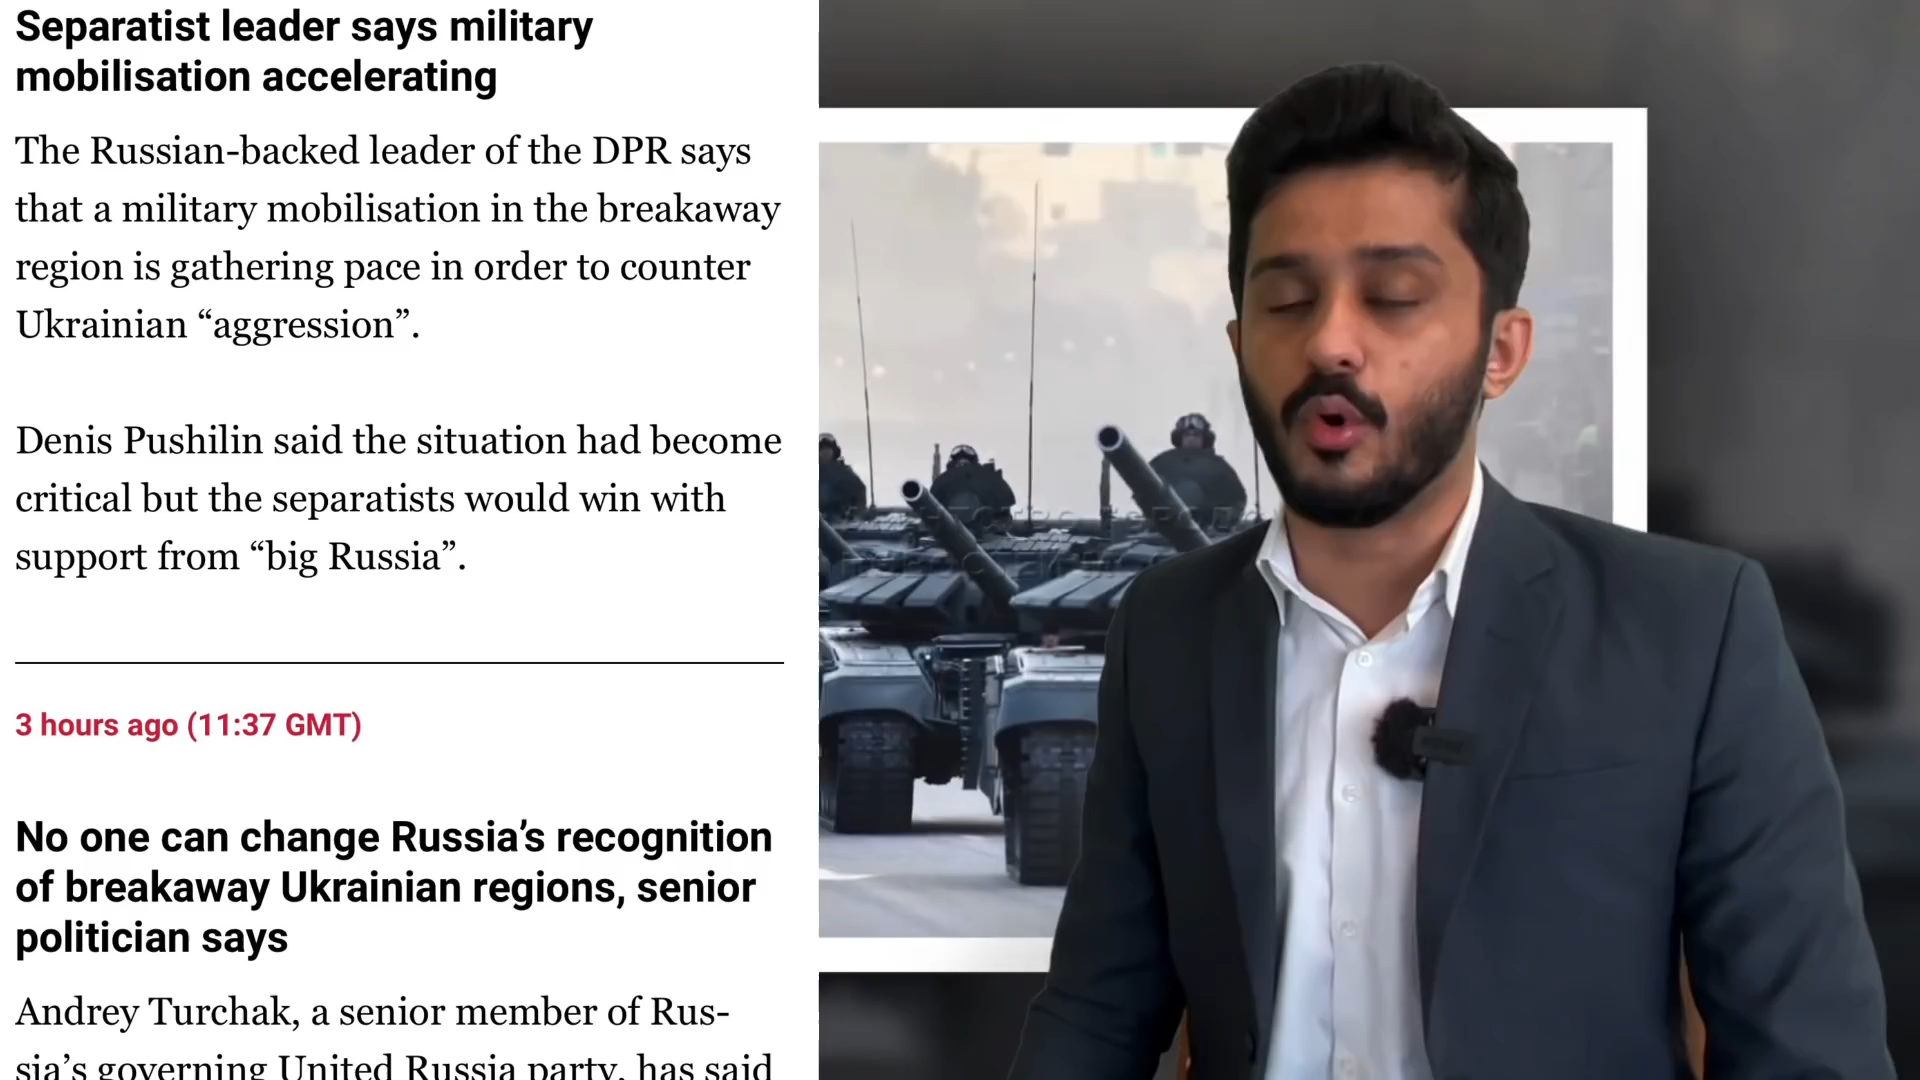 Separatist leader says military
mobilisation accelerating
The Russian-backed leader of the DPR says
that a military mobilisation in the breakaway
region is gathering pace in order to counter
Ukrainian “aggression”.
Denis Pushilin said the situation had become
critical but the separatists would win with
support from “big Russia”.
3 hours ago (11:37 GMT)
No one can change Russia’s recognition
of breakaway Ukrainian regions, senior
politician says
Andrey Turchak, a senior member of Rus-
sia’s governing United Russia party, has said